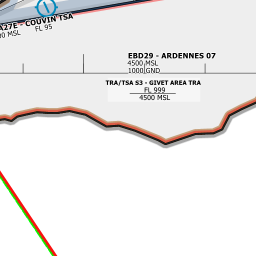 A27E - COUVIN TSA
FL 95
MSL
EBD29 - ARDENNES 07
4500 MSL
1000 GND
TRA/TSA S3 - GIVET AREA TRA
FL 999
4500 MSL